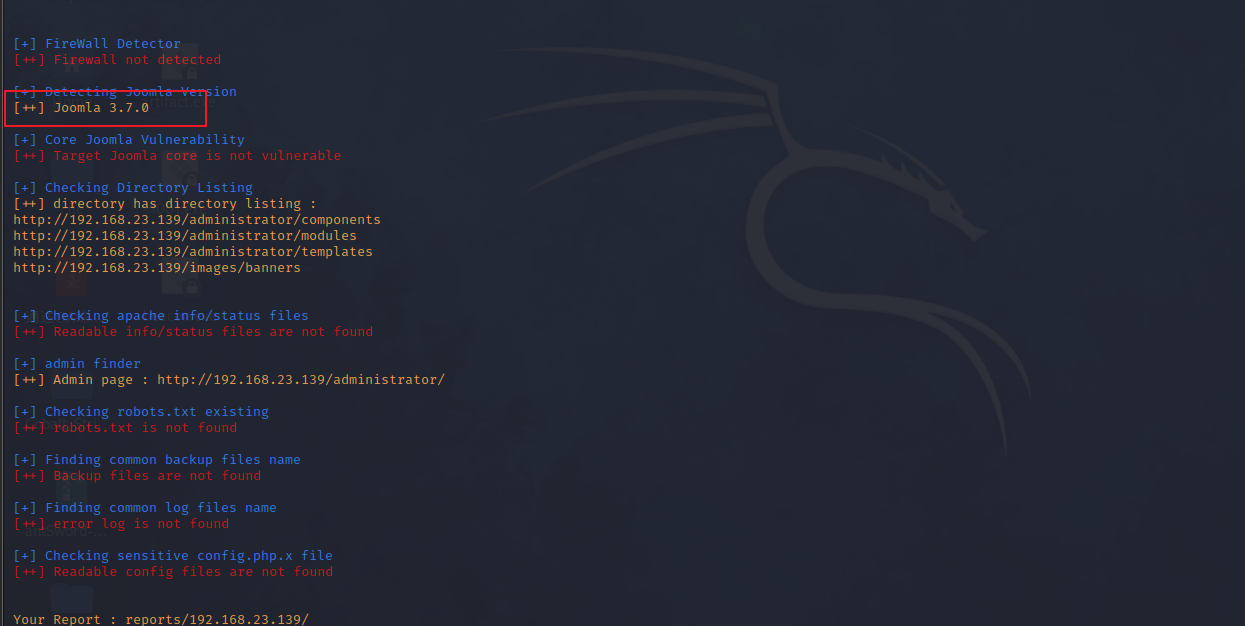 [+] FireWall Detector
[++] Firewall not detected
[+] Detecting Joomla Version
[++] Joomla 3.7.0
[+] Core Joomla Vulnerability
[++] Target Joomla core is not vulnerable
[+] Checking Directory Listing
[++] directory has directory listing :
http://192.168.23.139/administrator/components
http://192.168.23.139/administrator/modules
http://192.168.23.139/administrator/templates
http://192.168.23.139/images/banners
[+] Checking apache info/status files
[++] Readable info/status files are not found
[+] admin finder
[++] Admin page : http://192.168.23.139/administrator/
[+] Checking robots.txt existing
[++] robots.txt is not found
[+] Finding common backup files name
[++] Backup files are not found
[+] Finding common log files name
[++] error log is not found
[+] Checking sensitive config.php.x file
[++] Readable config files are not found
Your Report : reports/192.168.23.139/